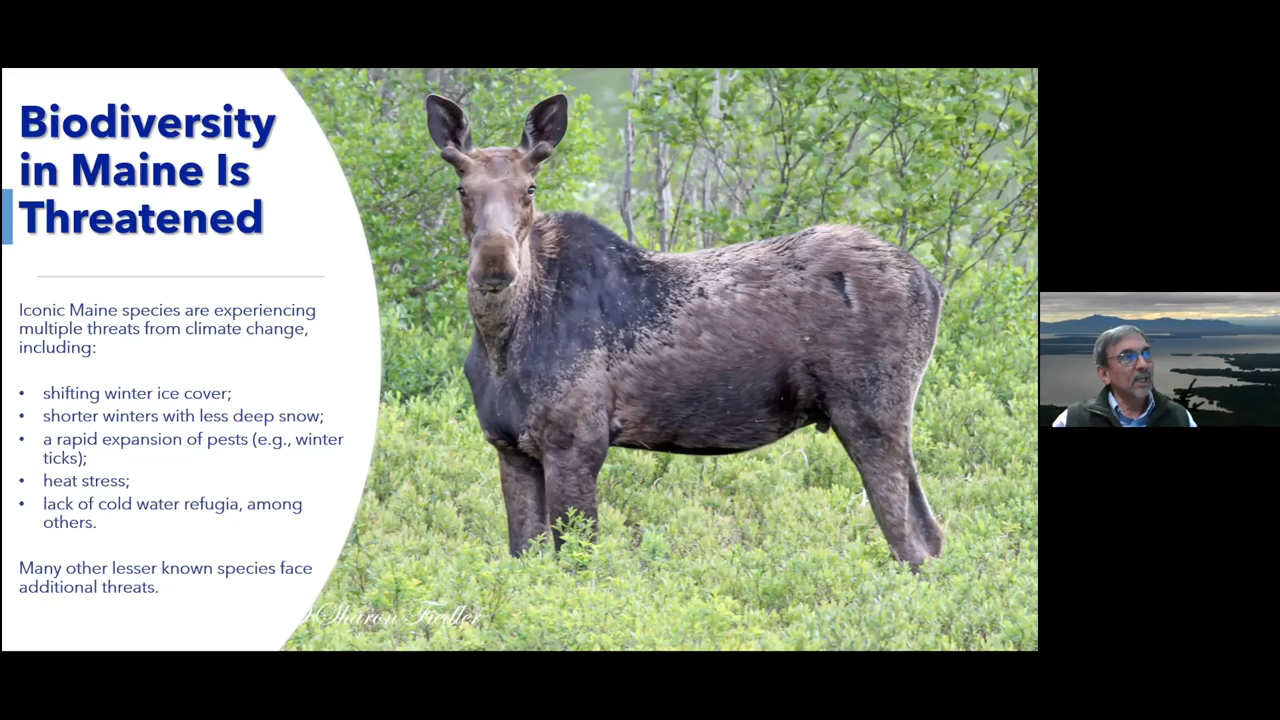 Biodiversity
in Maine Is
Threatened
Iconic Maine species are experiencing
multiple threats from climate change,
including:
• shifting winter ice cover;
• shorter winters with less deep snow;
• a rapid expansion of pests (e.g., winter
ticks);
• heat stress;
• lack of cold water refugia, among
others.
Many other lesser known species face
additional threats.
Sharon Fiedler